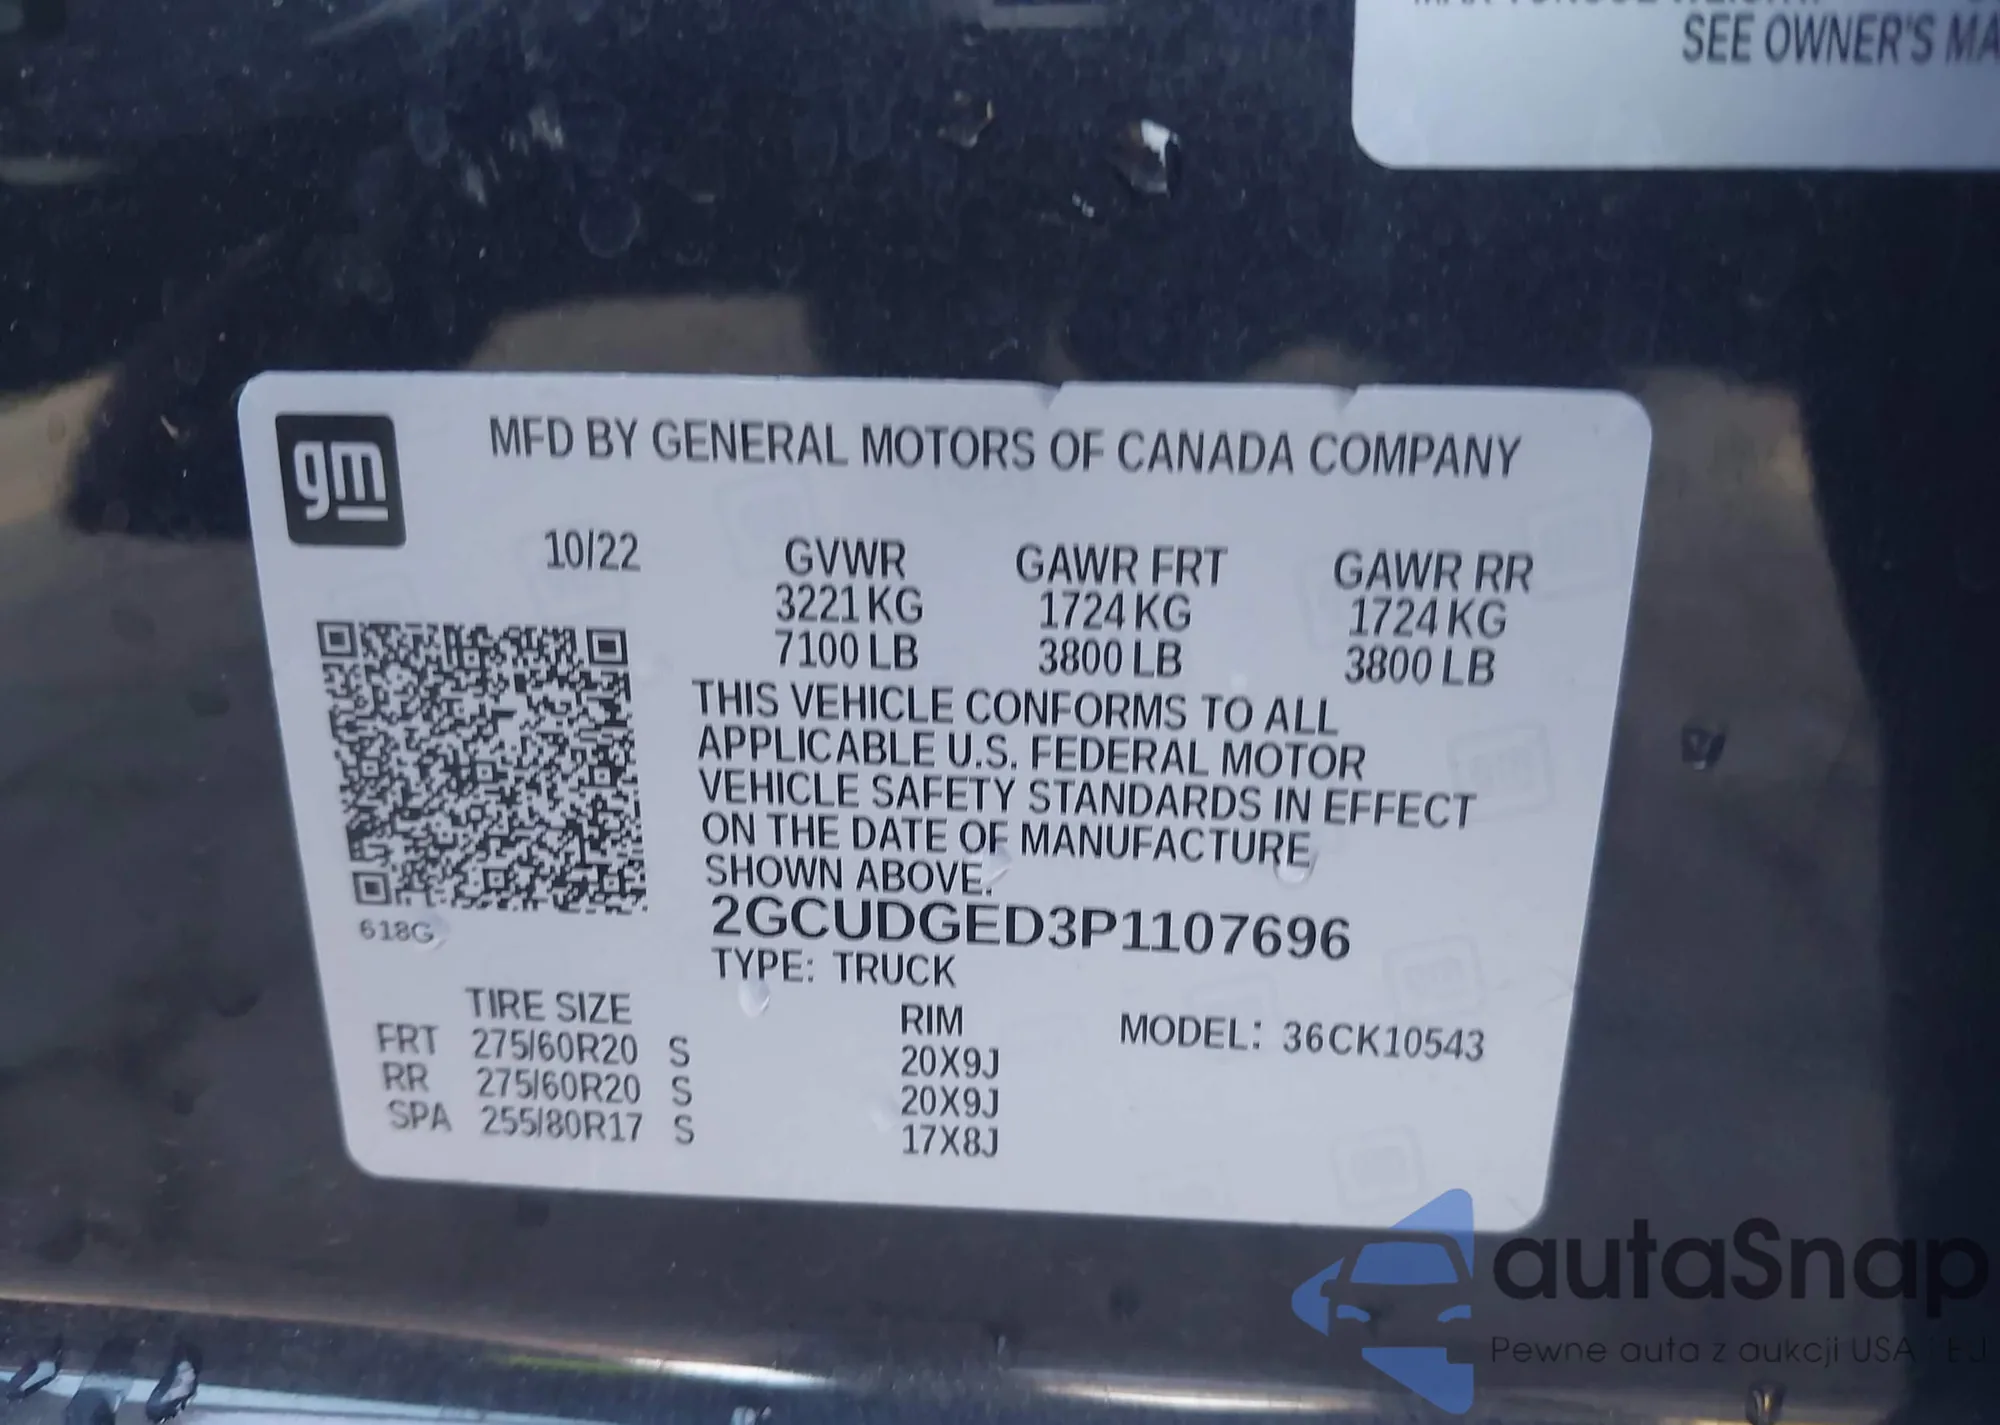 SEE OWNER'S MA
gm
MFD BY GENERAL MOTORS OF CANADA COMPANY
10/22 GVWR GAWR FRT GAWR RR
3221 KG 1724 KG 1724 KG
7100 LB 3800 LB 3800 LB
THIS VEHICLE CONFORMS TO ALL
APPLICABLE U.S. FEDERAL MOTOR
VEHICLE SAFETY STANDARDS IN EFFECT
ON THE DATE OF MANUFACTURE
SHOWN ABOVE.
618G
2GCUDGED3P1107696
TYPE: TRUCK
TIRE SIZE RIM MODEL: 36CK10543
FRT 275/60R20 S 20X9J
RR 275/60R20 S 20X9J
SPA 255/80R17 S 17X8J
autaSnap
Pewne auta z aukcji USA i EJ